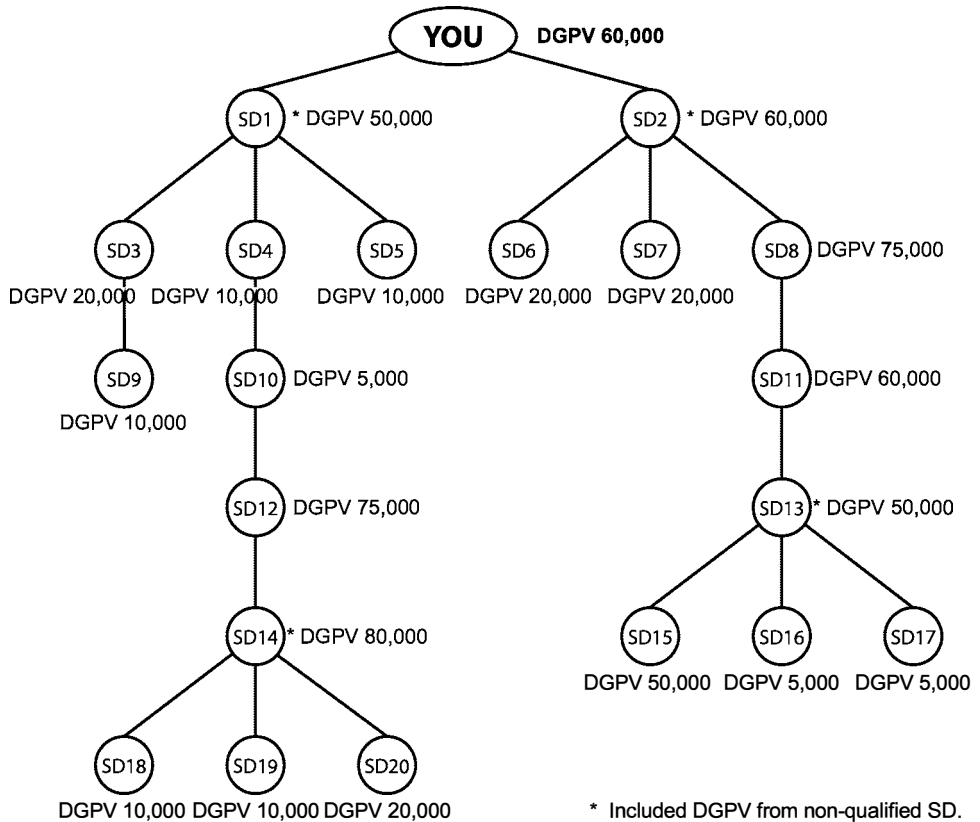 YOU DGPV 60,000
SD1 * DGPV 50,000
SD2 * DGPV 60,000
SD3
SD4
SD5
SD6
SD7
SD8 DGPV 75,000
DGPV 20,000
DGPV 10,000
DGPV 10,000
DGPV 20,000
DGPV 20,000
SD9
SD10 DGPV 5,000
SD11 DGPV 60,000
DGPV 10,000
SD12 DGPV 75,000
SD13 * DGPV 50,000
SD14 * DGPV 80,000
SD15
SD16
SD17
DGPV 50,000
DGPV 5,000
DGPV 5,000
SD18
SD19
SD20
DGPV 10,000
DGPV 10,000
DGPV 20,000
* Included DGPV from non-qualified SD.